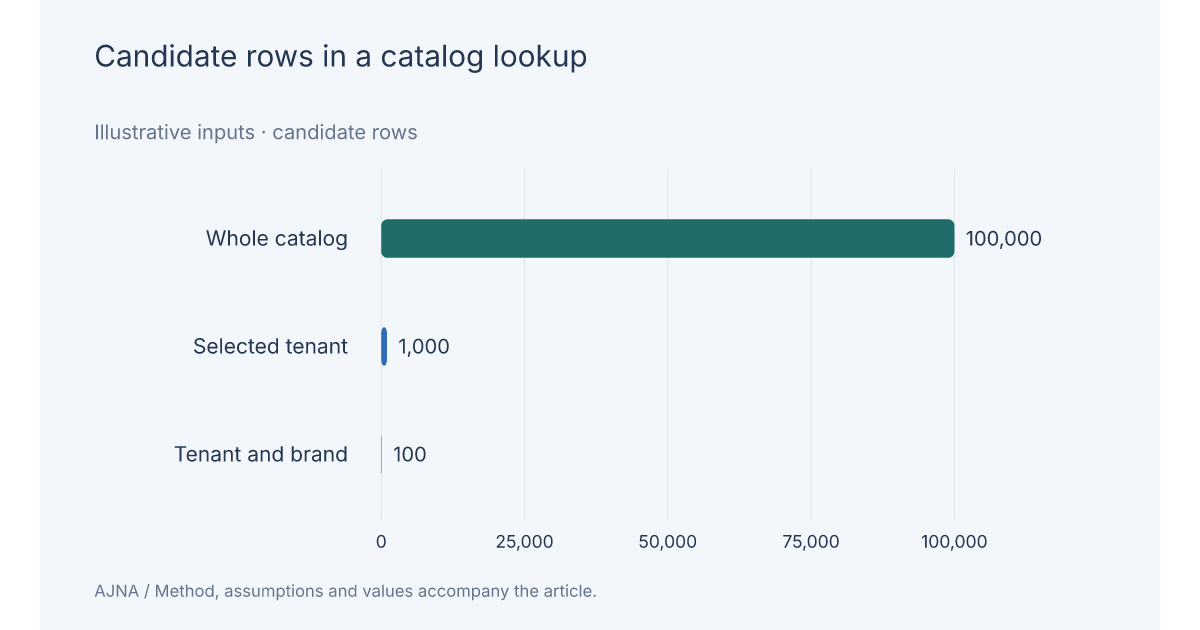 Candidate rows in a catalog lookup
Illustrative inputs · candidate rows
Whole catalog 100,000
Selected tenant 1,000
Tenant and brand 100
0 25,000 50,000 75,000 100,000
AJNA / Method, assumptions and values accompany the article.